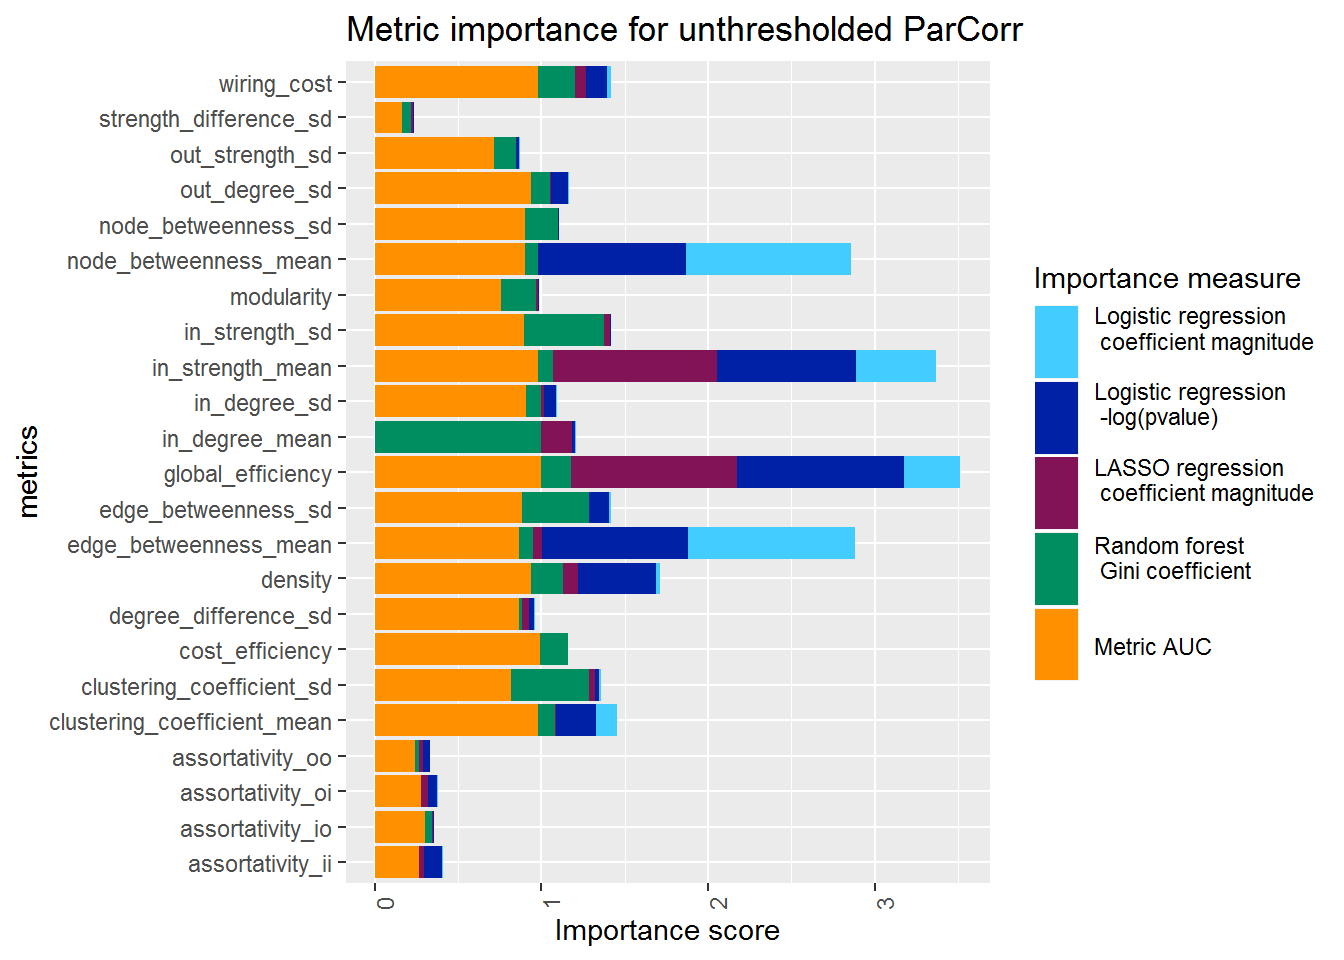 Metric importance for unthresholded ParCorr
metrics
wiring_cost
strength_difference_sd
out_strength_sd
out_degree_sd
node_betweenness_sd
node_betweenness_mean
modularity
in_strength_sd
in_strength_mean
in_degree_sd
in_degree_mean
global_efficiency
edge_betweenness_sd
edge_betweenness_mean
density
degree_difference_sd
cost_efficiency
clustering_coefficient_sd
clustering_coefficient_mean
assortativity_oo
assortativity_oi
assortativity_io
assortativity_ii
0
1
2
3
Importance score
Importance measure
Logistic regression
coefficient magnitude
Logistic regression
-log(pvalue)
LASSO regression
coefficient magnitude
Random forest
Gini coefficient
Metric AUC